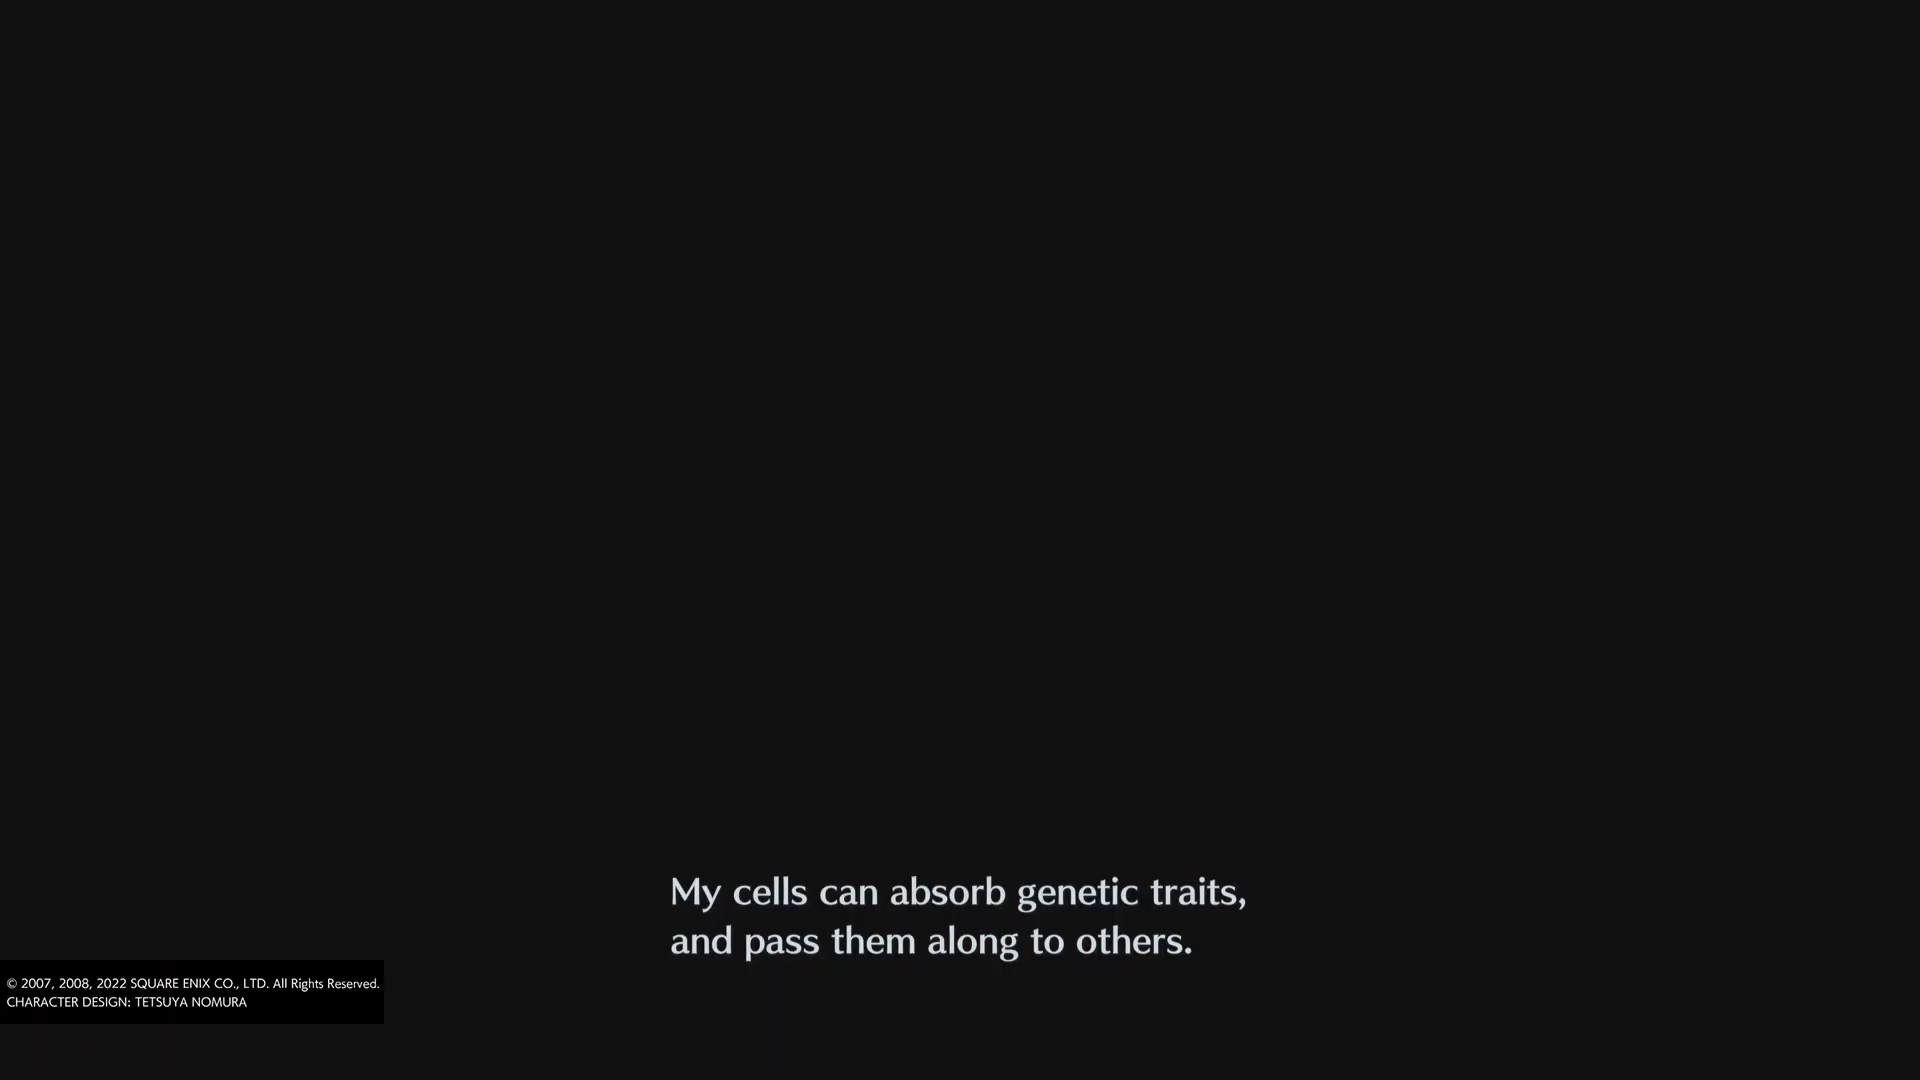 My cells can absorb genetic traits,
and pass them along to others.
© 2007, 2008, 2022 SQUARE ENIX CO., LTD. All Rights Reserved.
CHARACTER DESIGN: TETSUYA NOMURA